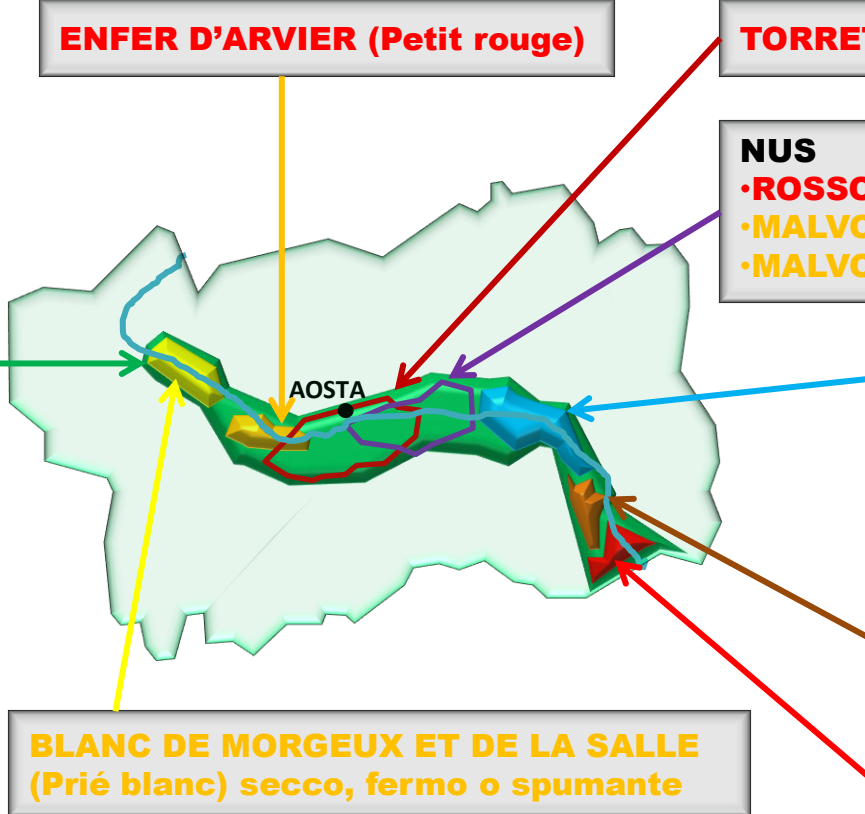 ENFER D'ARVIER (Petit rouge)
NUS
AOSTA
BLANC DE MORGEUX ET DE LA SALLE
(Prié blanc) secco, fermo o spumante